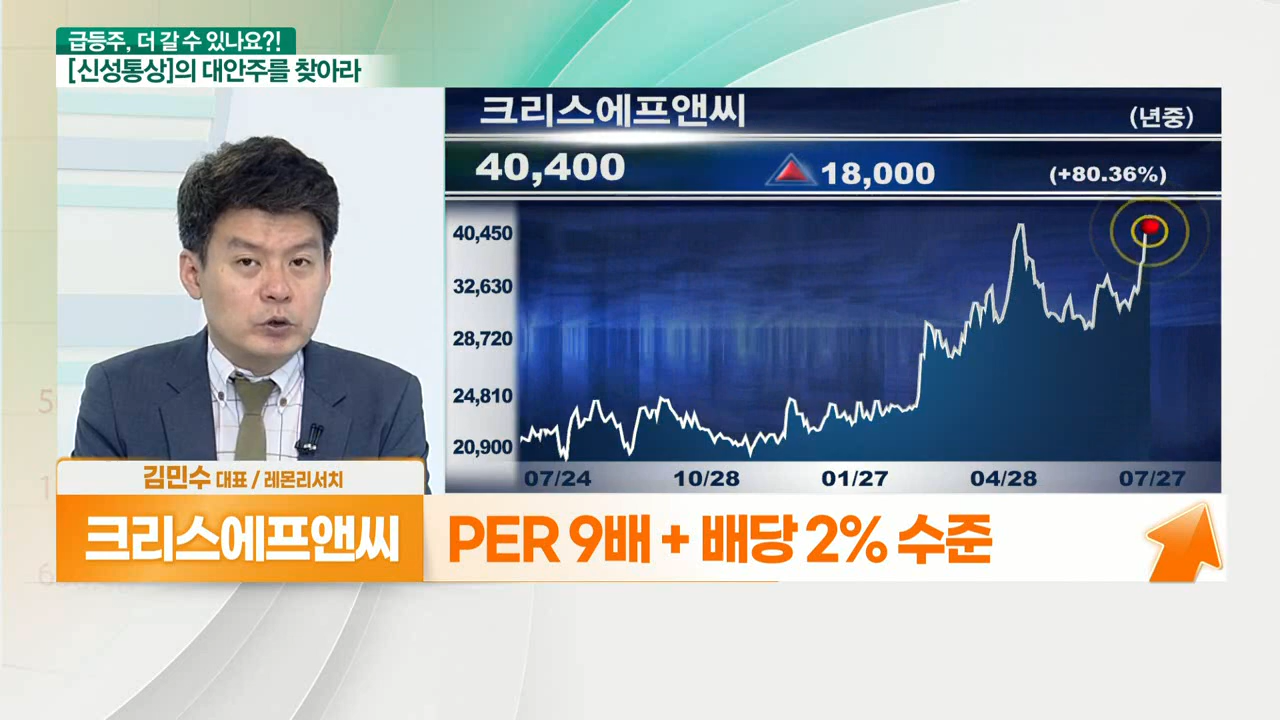 급등주, 더 갈 수 있나요?!
[신성통상]의 대안주를 찾아라
크리스에프앤씨 (년중)
40,400 ▲ 18,000 (+80.36%)
40,450
32,630
28,720
24,810
20,900
07/24 10/28 01/27 04/28 07/27
김민수 대표 / 레몬리서치
크리스에프앤씨 PER 9배 + 배당 2% 수준